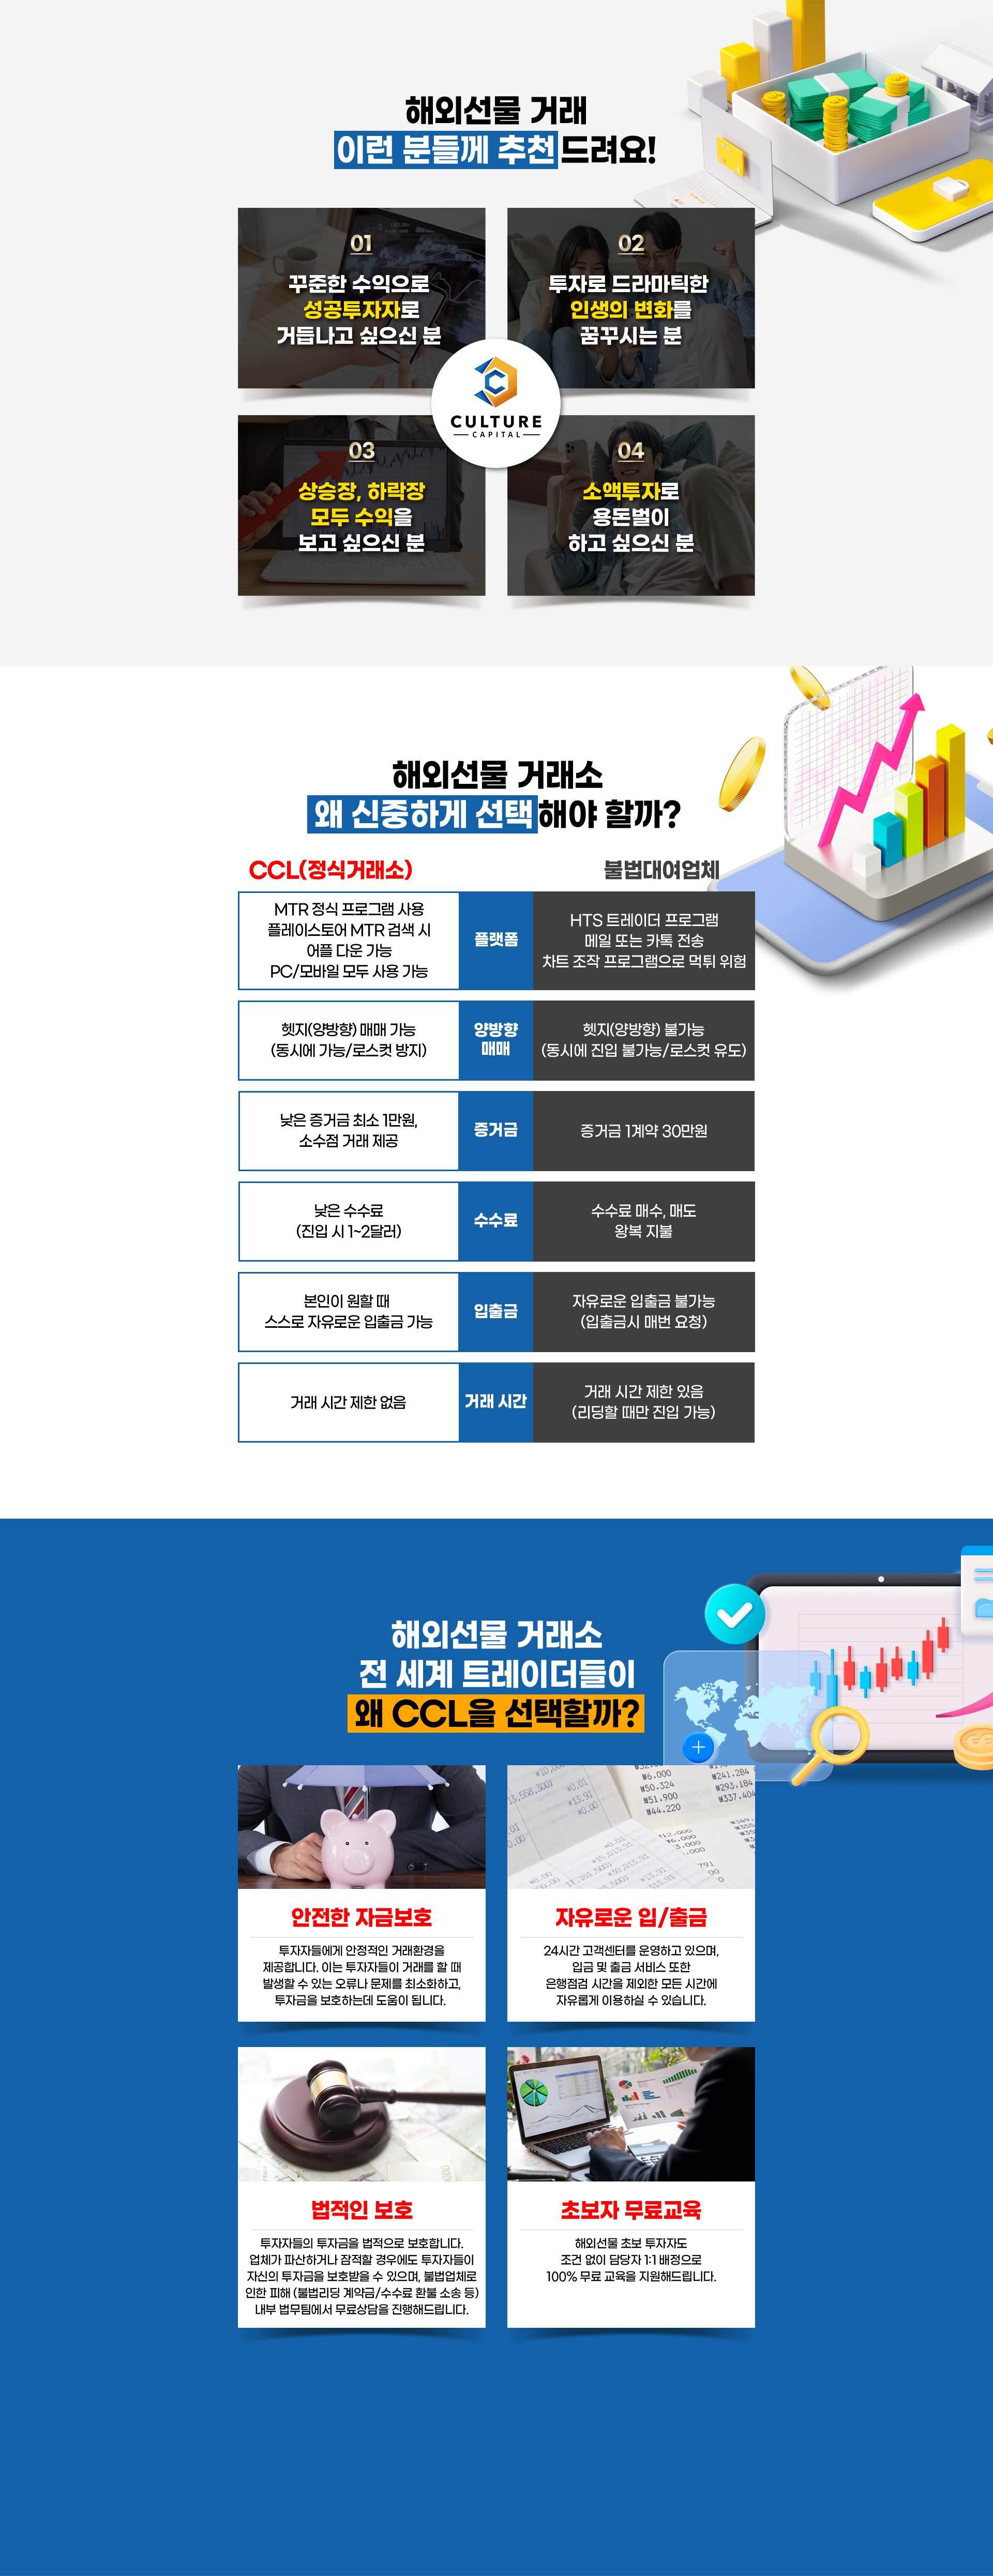 해외선물 거래
이런 분들께 추천드려요!
01
꾸준한 수익으로
성공투자자로
거듭나고 싶으신 분
02
투자로 드라마틱한
인생의 변화를
꿈꾸시는 분
CULTURE
CAPITAL
03
상승장, 하락장
모두 수익을
보고 싶으신 분
04
소액투자로
용돈벌이
하고 싶으신 분
해외선물 거래소
왜 신중하게 선택해야 할까?
CCL(정식거래소)
불법대여업체
MTR 정식 프로그램 사용
플레이스토어 MTR 검색 시
어플 다운 가능
PC/모바일 모두 사용 가능
플랫폼
HTS 트레이더 프로그램
메일 또는 카톡 전송
차트 조작 프로그램으로 먹튀 위험
헷지(양방향) 매매 가능
(동시에 가능/로스컷 방지)
양방향
매매
헷지(양방향) 불가능
(동시에 진입 불가능/로스컷 유도)
낮은 증거금 최소 1만원,
소수점 거래 제공
증거금
증거금 1계약 30만원
낮은 수수료
(진입 시 1~2달러)
수수료
수수료 매수, 매도
왕복 지불
본인이 원할 때
스스로 자유로운 입출금 가능
입출금
자유로운 입출금 불가능
(입출금시 매번 요청)
거래 시간 제한 없음
거래 시간
거래 시간 제한 있음
(리딩할 때만 진입 가능)
해외선물 거래소
전 세계 트레이더들이
왜 CCL을 선택할까?
₩6.000
₩50.324
₩51.900
₩44.220
₩241.284
₩293.184
₩337.404
안전한 자금보호
투자자들에게 안정적인 거래환경을
제공합니다. 이는 투자자들이 거래를 할 때
발생할 수 있는 오류나 문제를 최소화하고,
투자금을 보호하는데 도움이 됩니다.
자유로운 입/출금
24시간 고객센터를 운영하고 있으며,
입금 및 출금 서비스 또한
은행점검 시간을 제외한 모든 시간에
자유롭게 이용하실 수 있습니다.
법적인 보호
투자자들의 투자금을 법적으로 보호합니다.
업체가 파산하거나 잠적할 경우에도 투자자들이
자신의 투자금을 보호받을 수 있으며, 불법업체로
인한 피해 (불법리딩 계약금/수수료 환불 소송 등)
내부 법무팀에서 무료상담을 진행해드립니다.
초보자 무료교육
해외선물 초보 투자자도
조건 없이 담당자 1:1 배정으로
100% 무료 교육을 지원해드립니다.